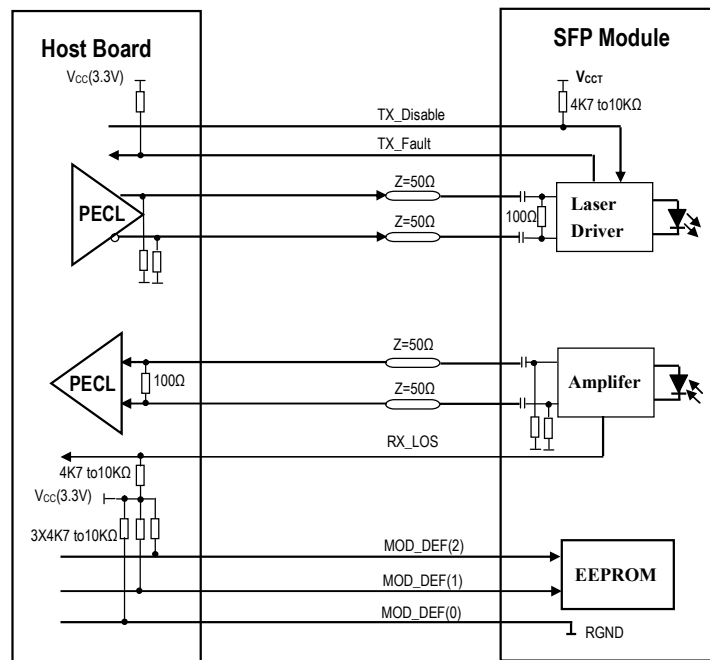 Host Board
SFP Module
VCC(3.3V)
VCCT
4K7 to10KΩ
TX_Disable
TX_Fault
PECL
Z=50Ω
Z=50Ω
100Ω
Laser
Driver
PECL
100Ω
Z=50Ω
Z=50Ω
Amplifer
RX_LOS
4K7 to10KΩ
VCC(3.3V)
3X4K7 to10KΩ
MOD_DEF(2)
MOD_DEF(1)
MOD_DEF(0)
EEPROM
RGND